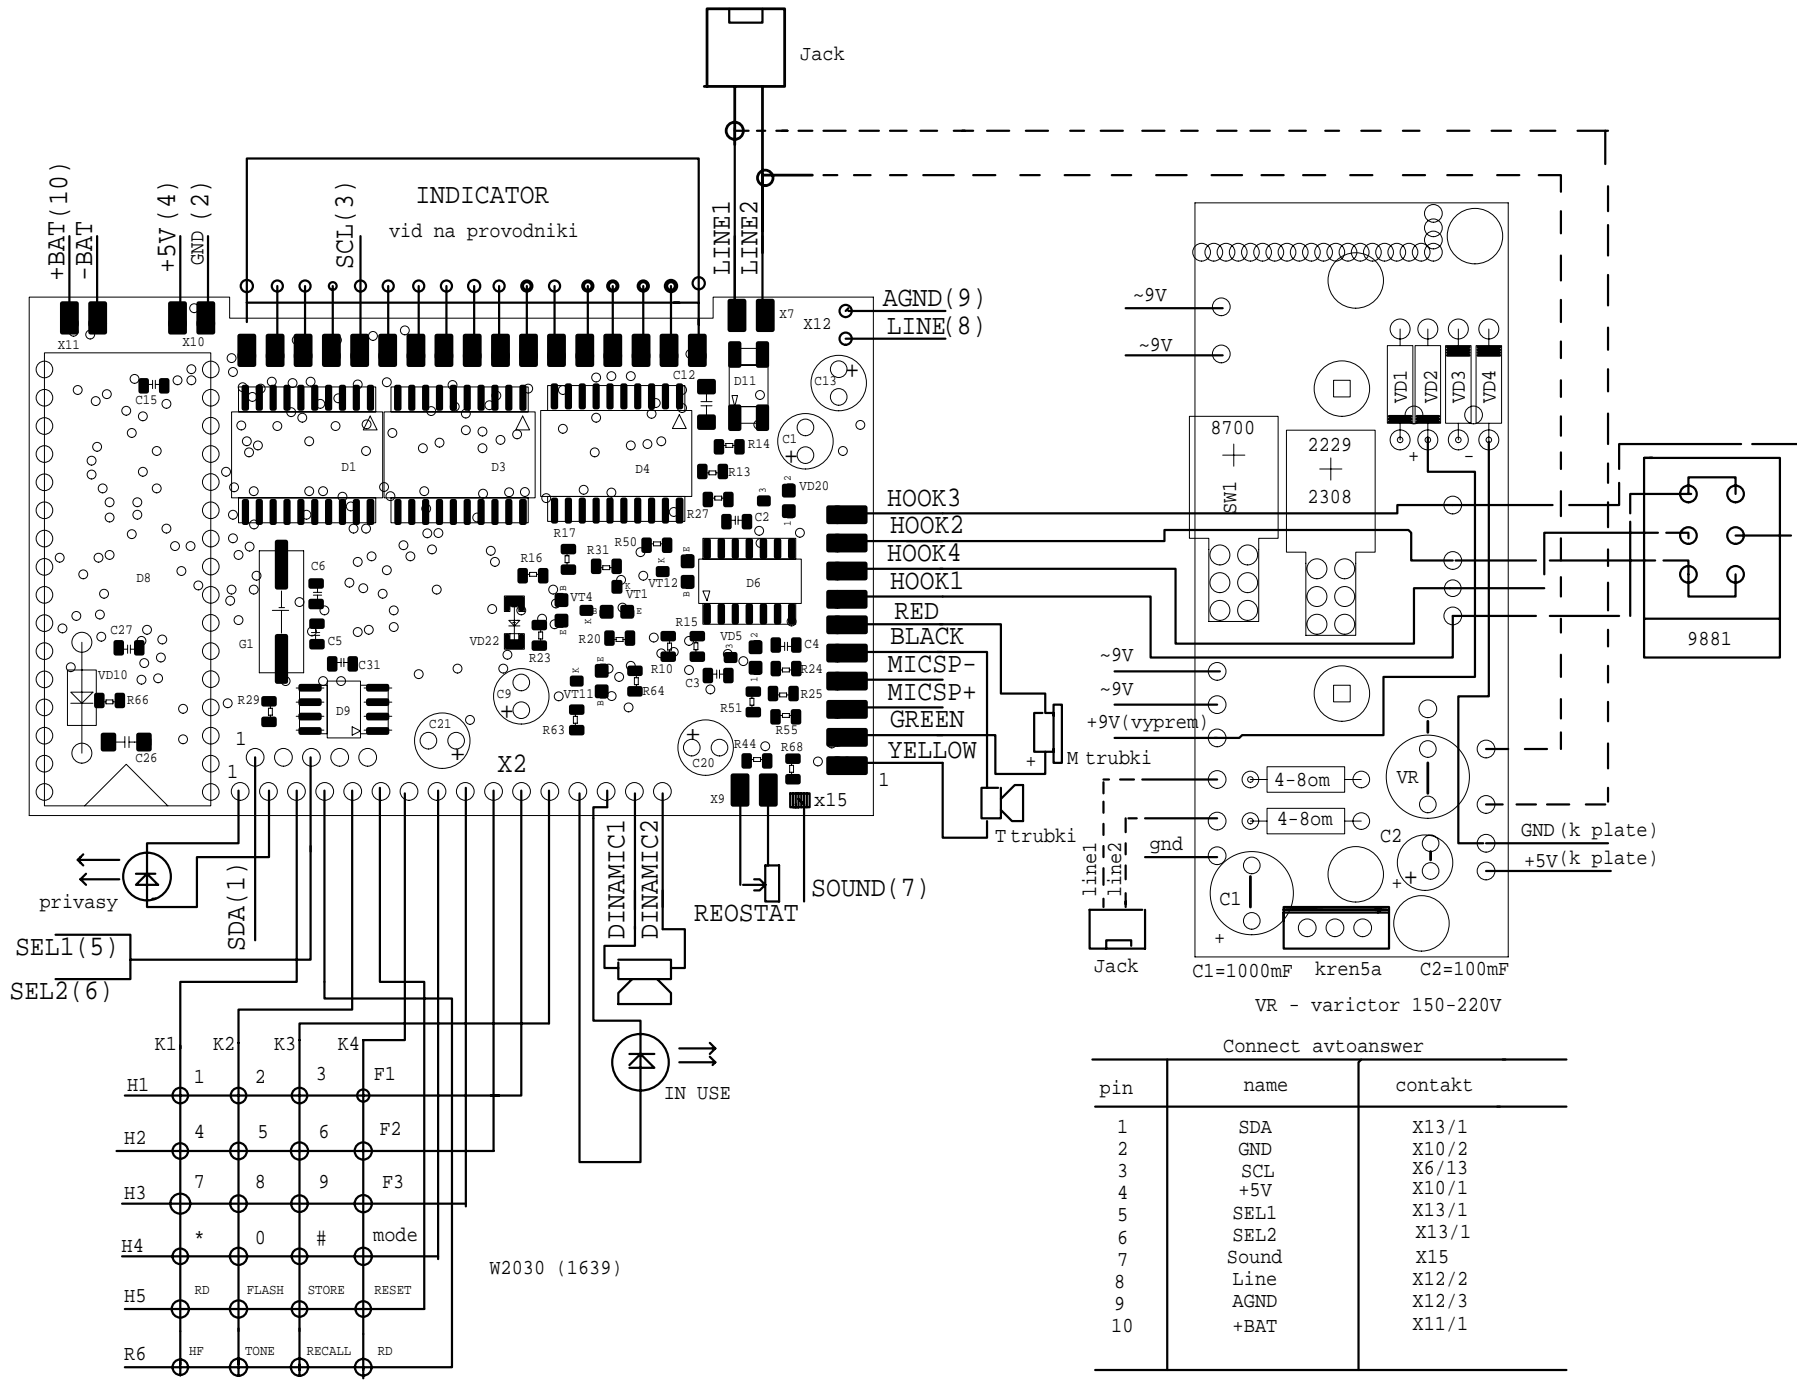 Jack
INDICATOR
vid na provodniki
SCL(3)
+BAT(10)
-BAT
+5V (4)
GND (2)
LINE1
LINE2
X11
X10
X7
X12
AGND(9)
LINE(8)
C15
D8
C27
VD10
R66
C26
D1
D3
D4
C12
D11
C13
+
C1
+
R14
R13
R27
C2
VD20
3
2
1
R17
R50
R31
R16
VT12
K
E
B
VT4
B
E
VT1
K
K
B
E
D6
C6
G1
C5
C31
R29
D9
VD22
R23
R20
R15
R10
VD5
3
2
1
C4
C3
R24
R25
R51
R55
R64
VT11
K
E
B
R63
C9
+
C21
+
C20
+
R44
R68
X9
x15
X2
1
1
1
HOOK3
HOOK2
HOOK4
HOOK1
RED
BLACK
MICSP-
MICSP+
GREEN
YELLOW
+
M trubki
T trubki
privasy
SDA(1)
SEL1(5)
SEL2(6)
DINAMIC1
DINAMIC2
REOSTAT
SOUND(7)
IN USE
K1
K2
K3
K4
H1
1
2
3
F1
H2
4
5
6
F2
H3
7
8
9
F3
H4
*
0
#
mode
H5
RD
FLASH
STORE
RESET
R6
HF
TONE
RECALL
RD
W2030 (1639)
~9V
~9V
8700
SW1
2229
2308
VD1
VD2
VD3
VD4
+
-
9881
~9V
~9V
+9V(vyprem)
4-8om
4-8om
VR
line1
line2
gnd
Jack
C1
+
C2
+
+
GND(k plate)
+5V(k plate)
C1=1000mF
kren5a
C2=100mF
VR - varictor 150-220V
Connect avtoanswer
pin name contakt
1 SDA X13/1
2 GND X10/2
3 SCL X6/13
4 +5V X10/1
5 SEL1 X13/1
6 SEL2 X13/1
7 Sound X15
8 Line X12/2
9 AGND X12/3
10 +BAT X11/1